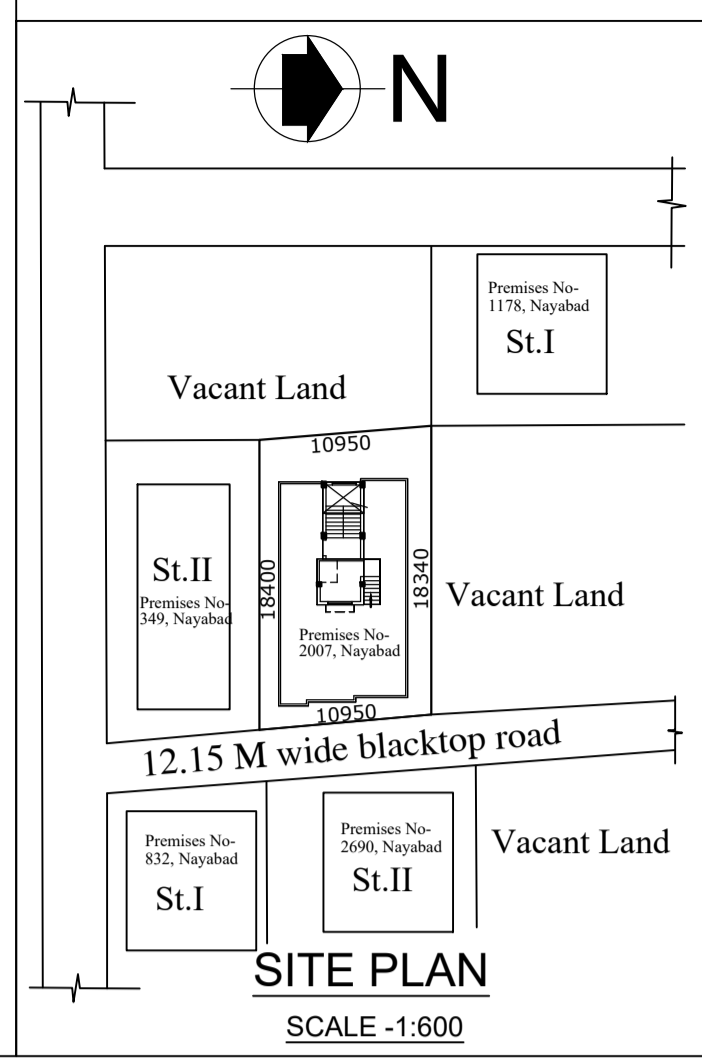 N
Premises No-
1178, Nayabad
St.I
Vacant Land
10950
St.II
Premises No-
349, Nayabad
18400
18340
Premises No-
2007, Nayabad
Vacant Land
10950
12.15 M wide blacktop road
Premises No-
832, Nayabad
St.I
Premises No-
2690, Nayabad
St.II
Vacant Land
SITE PLAN
SCALE -1:600